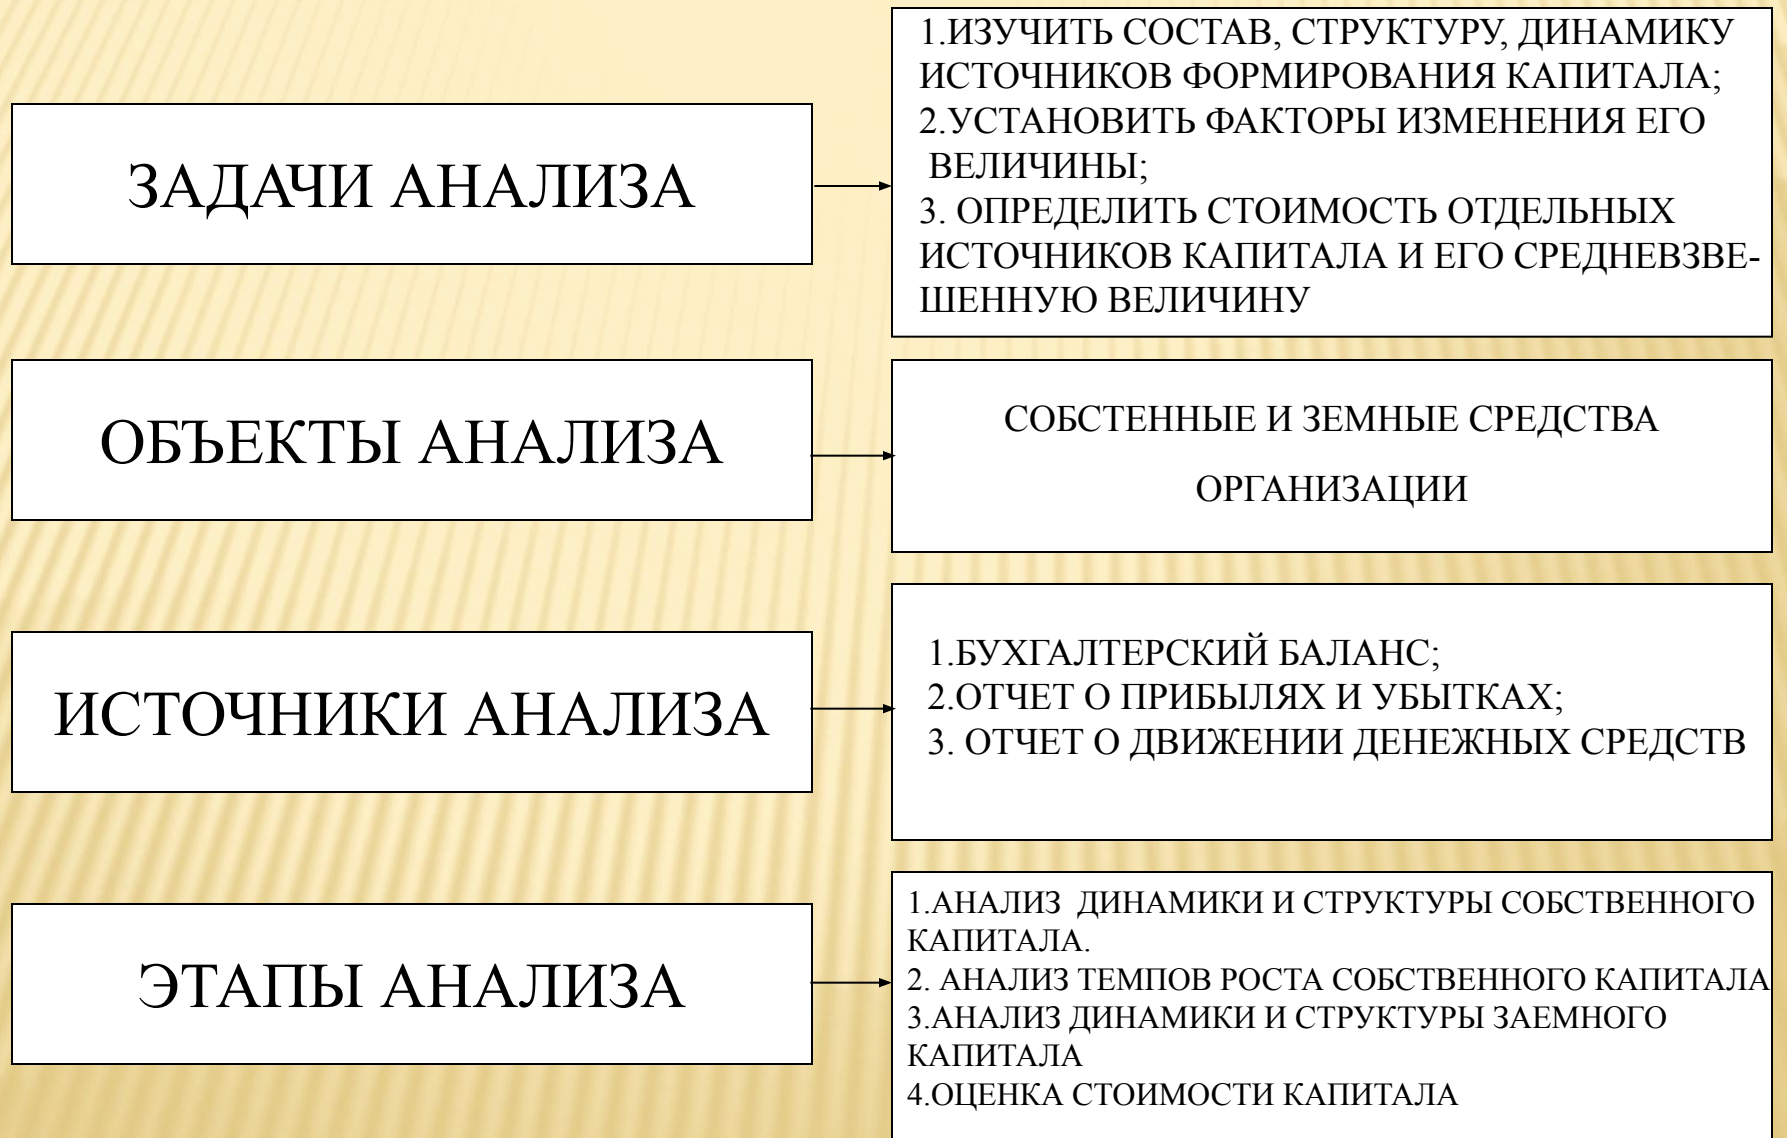 ЗАДАЧИ АНАЛИЗА
1.ИЗУЧИТЬ СОСТАВ, СТРУКТУРУ, ДИНАМИКУ
ИСТОЧНИКОВ ФОРМИРОВАНИЯ КАПИТАЛА;
2.УСТАНОВИТЬ ФАКТОРЫ ИЗМЕНЕНИЯ ЕГО
ВЕЛИЧИНЫ;
3. ОПРЕДЕЛИТЬ СТОИМОСТЬ ОТДЕЛЬНЫХ
ИСТОЧНИКОВ КАПИТАЛА И ЕГО СРЕДНЕВЗВЕ-
ШЕННУЮ ВЕЛИЧИНУ
ОБЪЕКТЫ АНАЛИЗА
СОБСТЕННЫЕ И ЗЕМНЫЕ СРЕДСТВА
ОРГАНИЗАЦИИ
ИСТОЧНИКИ АНАЛИЗА
1.БУХГАЛТЕРСКИЙ БАЛАНС;
2.ОТЧЕТ О ПРИБЫЛЯХ И УБЫТКАХ;
3. ОТЧЕТ О ДВИЖЕНИИ ДЕНЕЖНЫХ СРЕДСТВ
ЭТАПЫ АНАЛИЗА
1.АНАЛИЗ ДИНАМИКИ И СТРУКТУРЫ СОБСТВЕННОГО
КАПИТАЛА.
2. АНАЛИЗ ТЕМПОВ РОСТА СОБСТВЕННОГО КАПИТАЛА
3.АНАЛИЗ ДИНАМИКИ И СТРУКТУРЫ ЗАЕМНОГО
КАПИТАЛА
4.ОЦЕНКА СТОИМОСТИ КАПИТАЛА